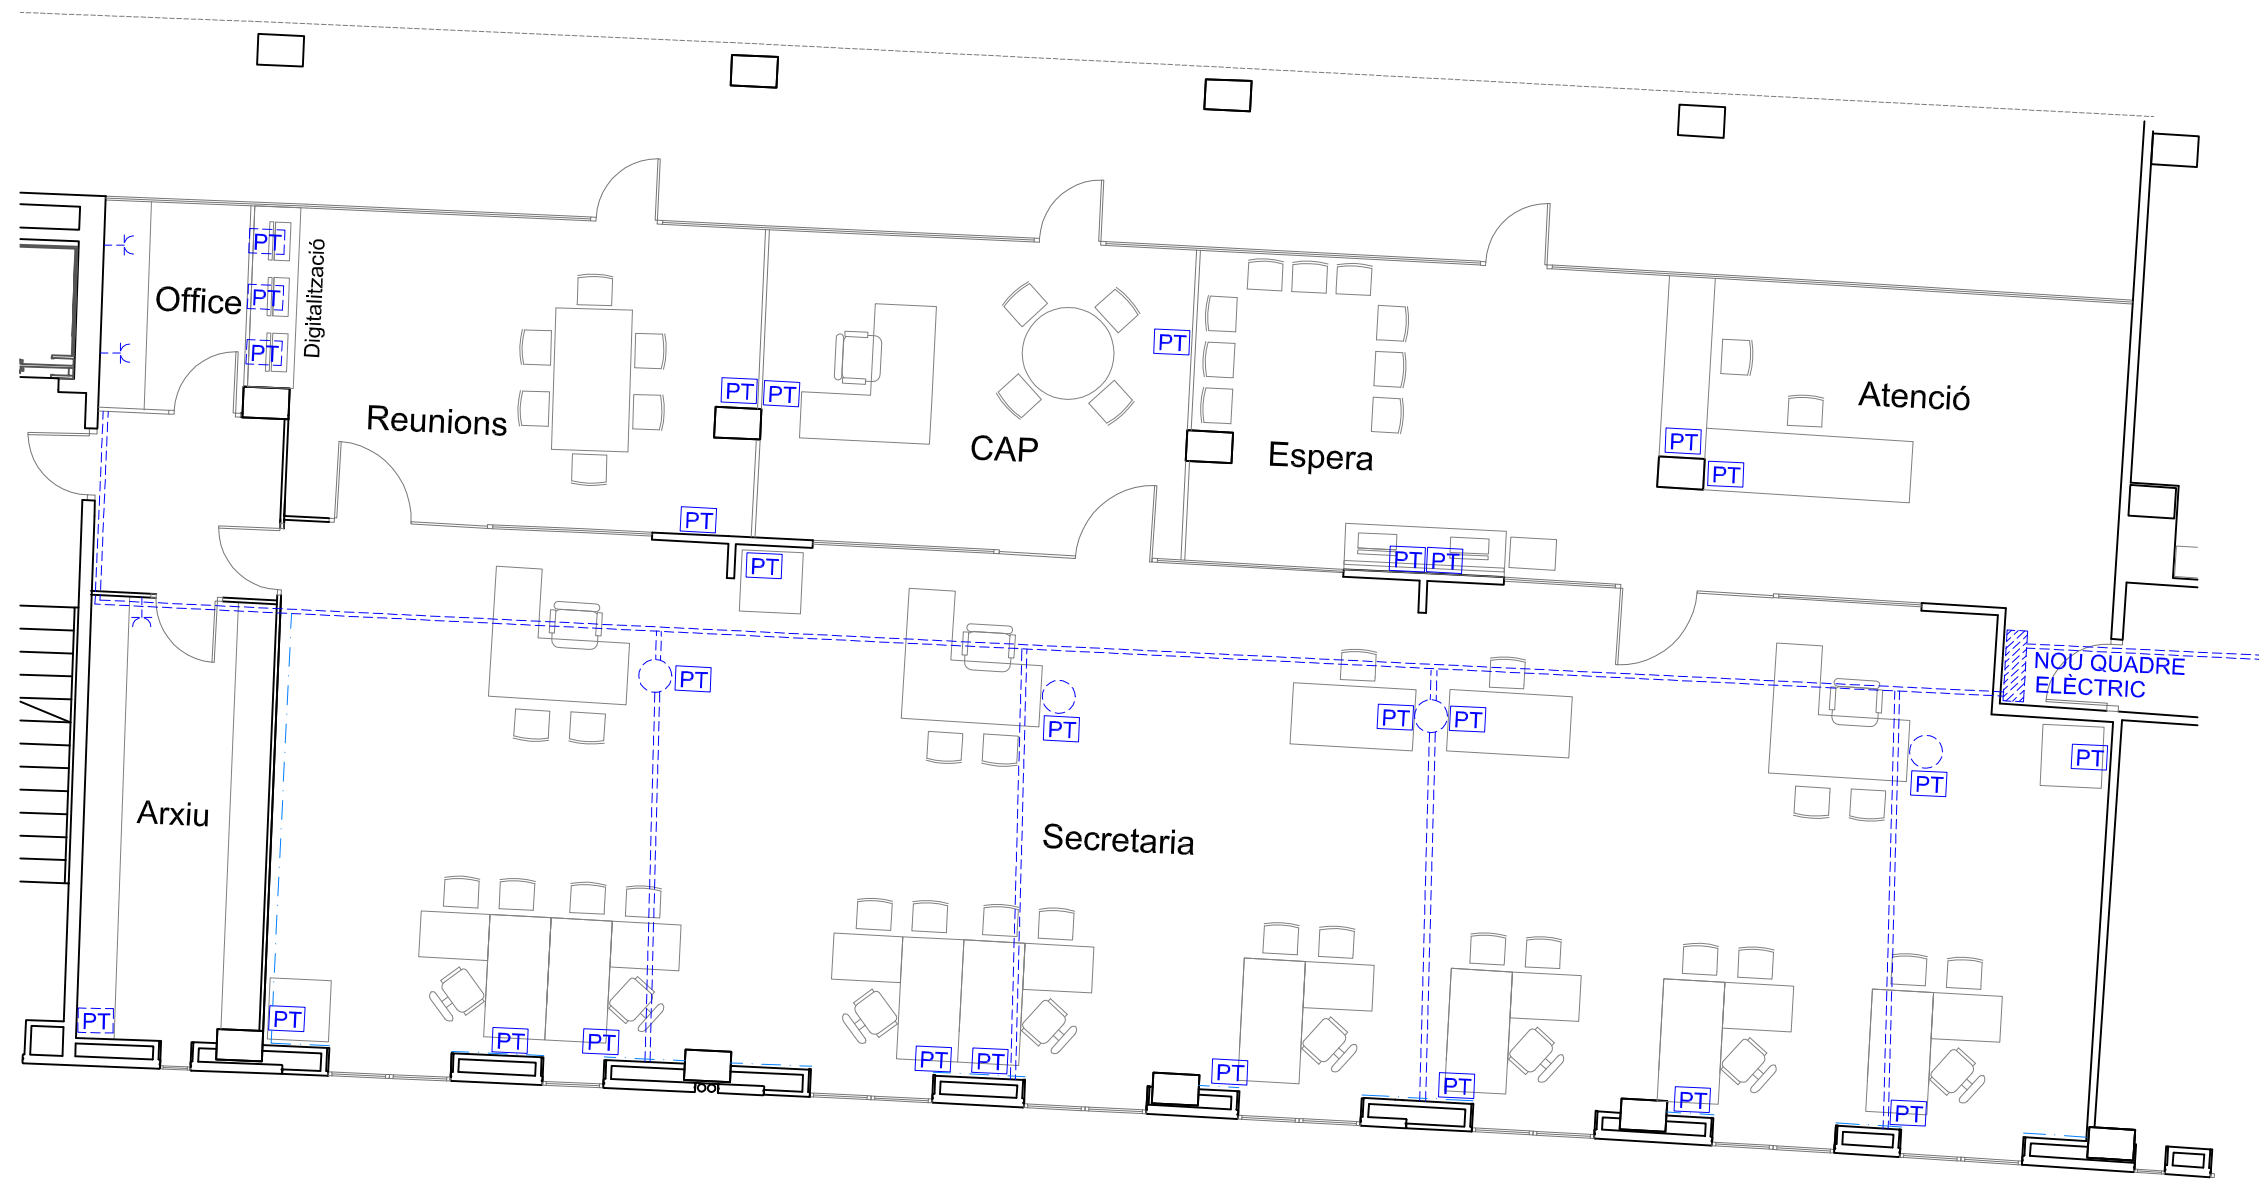 PT
Office
PT
PT
Digitalització
Reunions
PT
PT
PT
CAP
PT
Espera
PT
PT
Atenció
PT
PT
PT
PT
NOU QUADRE
ELÈCTRIC
PT
PT
PT
PT
PT
PT
Arxiu
Secretaria
PT
PT
PT
PT
PT
PT
PT
PT
PT
PT